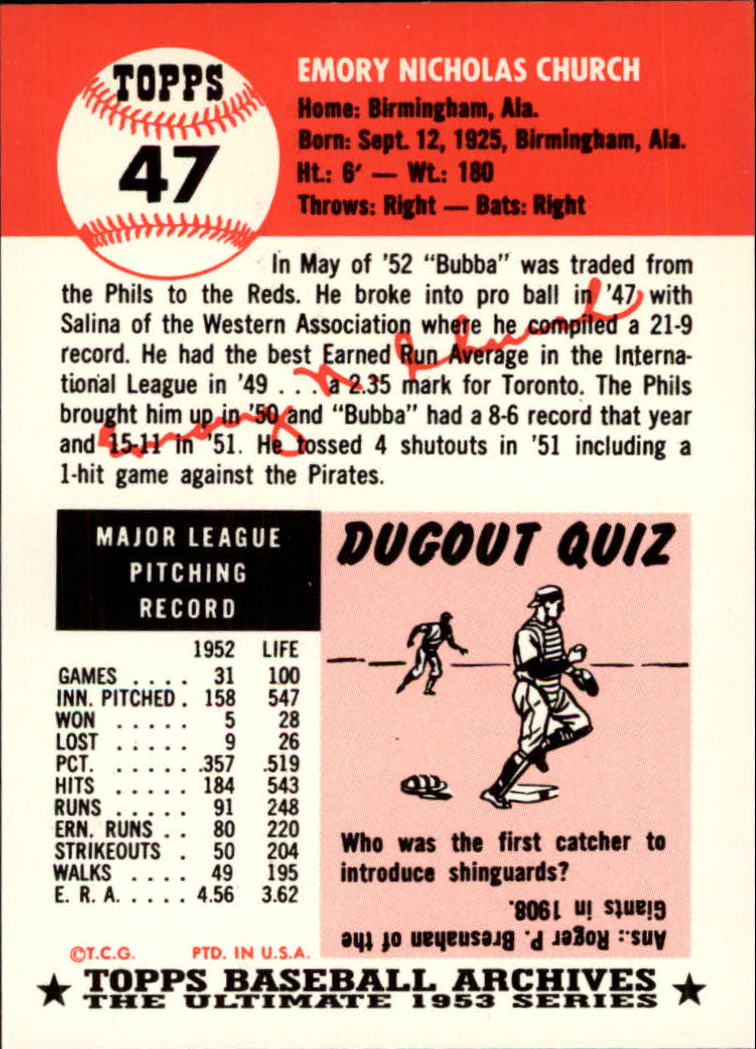 TOPPS
47
EMORY NICHOLAS CHURCH
Home: Birmingham, Ala.
Born: Sept. 12, 1925, Birmingham, Ala.
Ht.: 6' — Wt.: 180
Throws: Right — Bats: Right
In May of '52 "Bubba" was traded from
the Phils to the Reds. He broke into pro ball in '47 with
Salina of the Western Association where he compiled a 21-9
record. He had the best Earned Run Average in the Interna-
tional League in '49 . . . a 2.35 mark for Toronto. The Phils
brought him up in '50 and "Bubba" had a 8-6 record that year
and 15-11 in '51. He tossed 4 shutouts in '51 including a
1-hit game against the Pirates.
Emory N Church
MAJOR LEAGUE
PITCHING
RECORD
1952 LIFE
GAMES . . . . 31 100
INN. PITCHED . 158 547
WON . . . . . 5 28
LOST . . . . . 9 26
PCT. . . . . . .357 .519
HITS . . . . . 184 543
RUNS . . . . . 91 248
ERN. RUNS . . 80 220
STRIKEOUTS . 50 204
WALKS . . . . 49 195
E. R. A. . . . . . 4.56 3.62
©T.C.G. PTD. IN U.S.A.
DUGOUT QUIZ
Who was the first catcher to
introduce shinguards?
Ans.: Roger P. Bresnahan of the
Giants in 1908.
TOPPS BASEBALL ARCHIVES
THE ULTIMATE 1953 SERIES